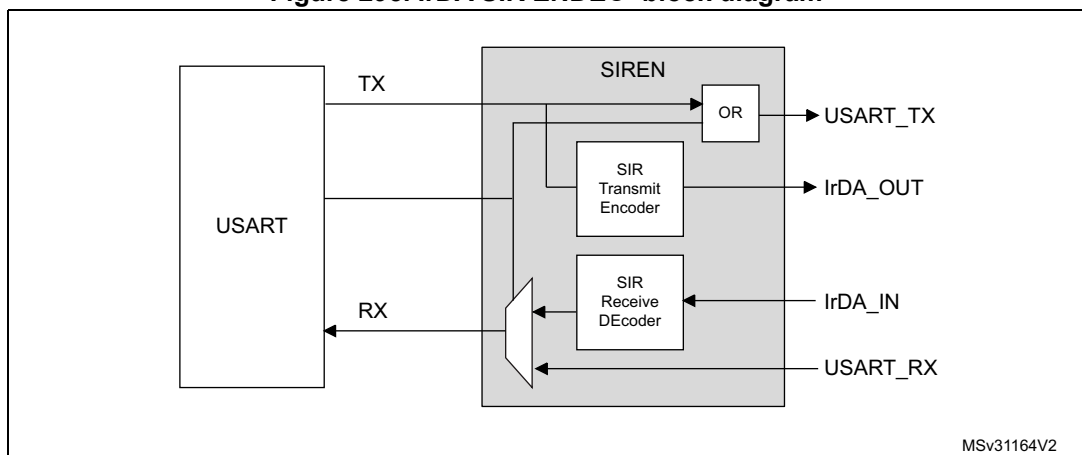 TX
SIREN
OR
USART_TX
SIR
Transmit
Encoder
IrDA_OUT
USART
SIR
Receive
DEcoder
IrDA_IN
RX
USART_RX
MSv31164V2